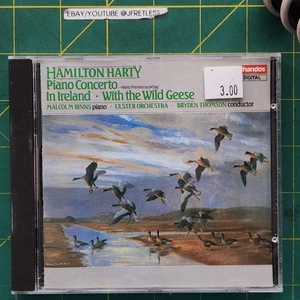 EBAY/YOUTUBE @JFRETLESS
HAMILTON HARTY
Piano Concerto
In Ireland · With the Wild Geese
MALCOLM BINNS piano · ULSTER ORCHESTRA · BRYDEN THOMSON conductor
3.00
Chandos
DIGITAL